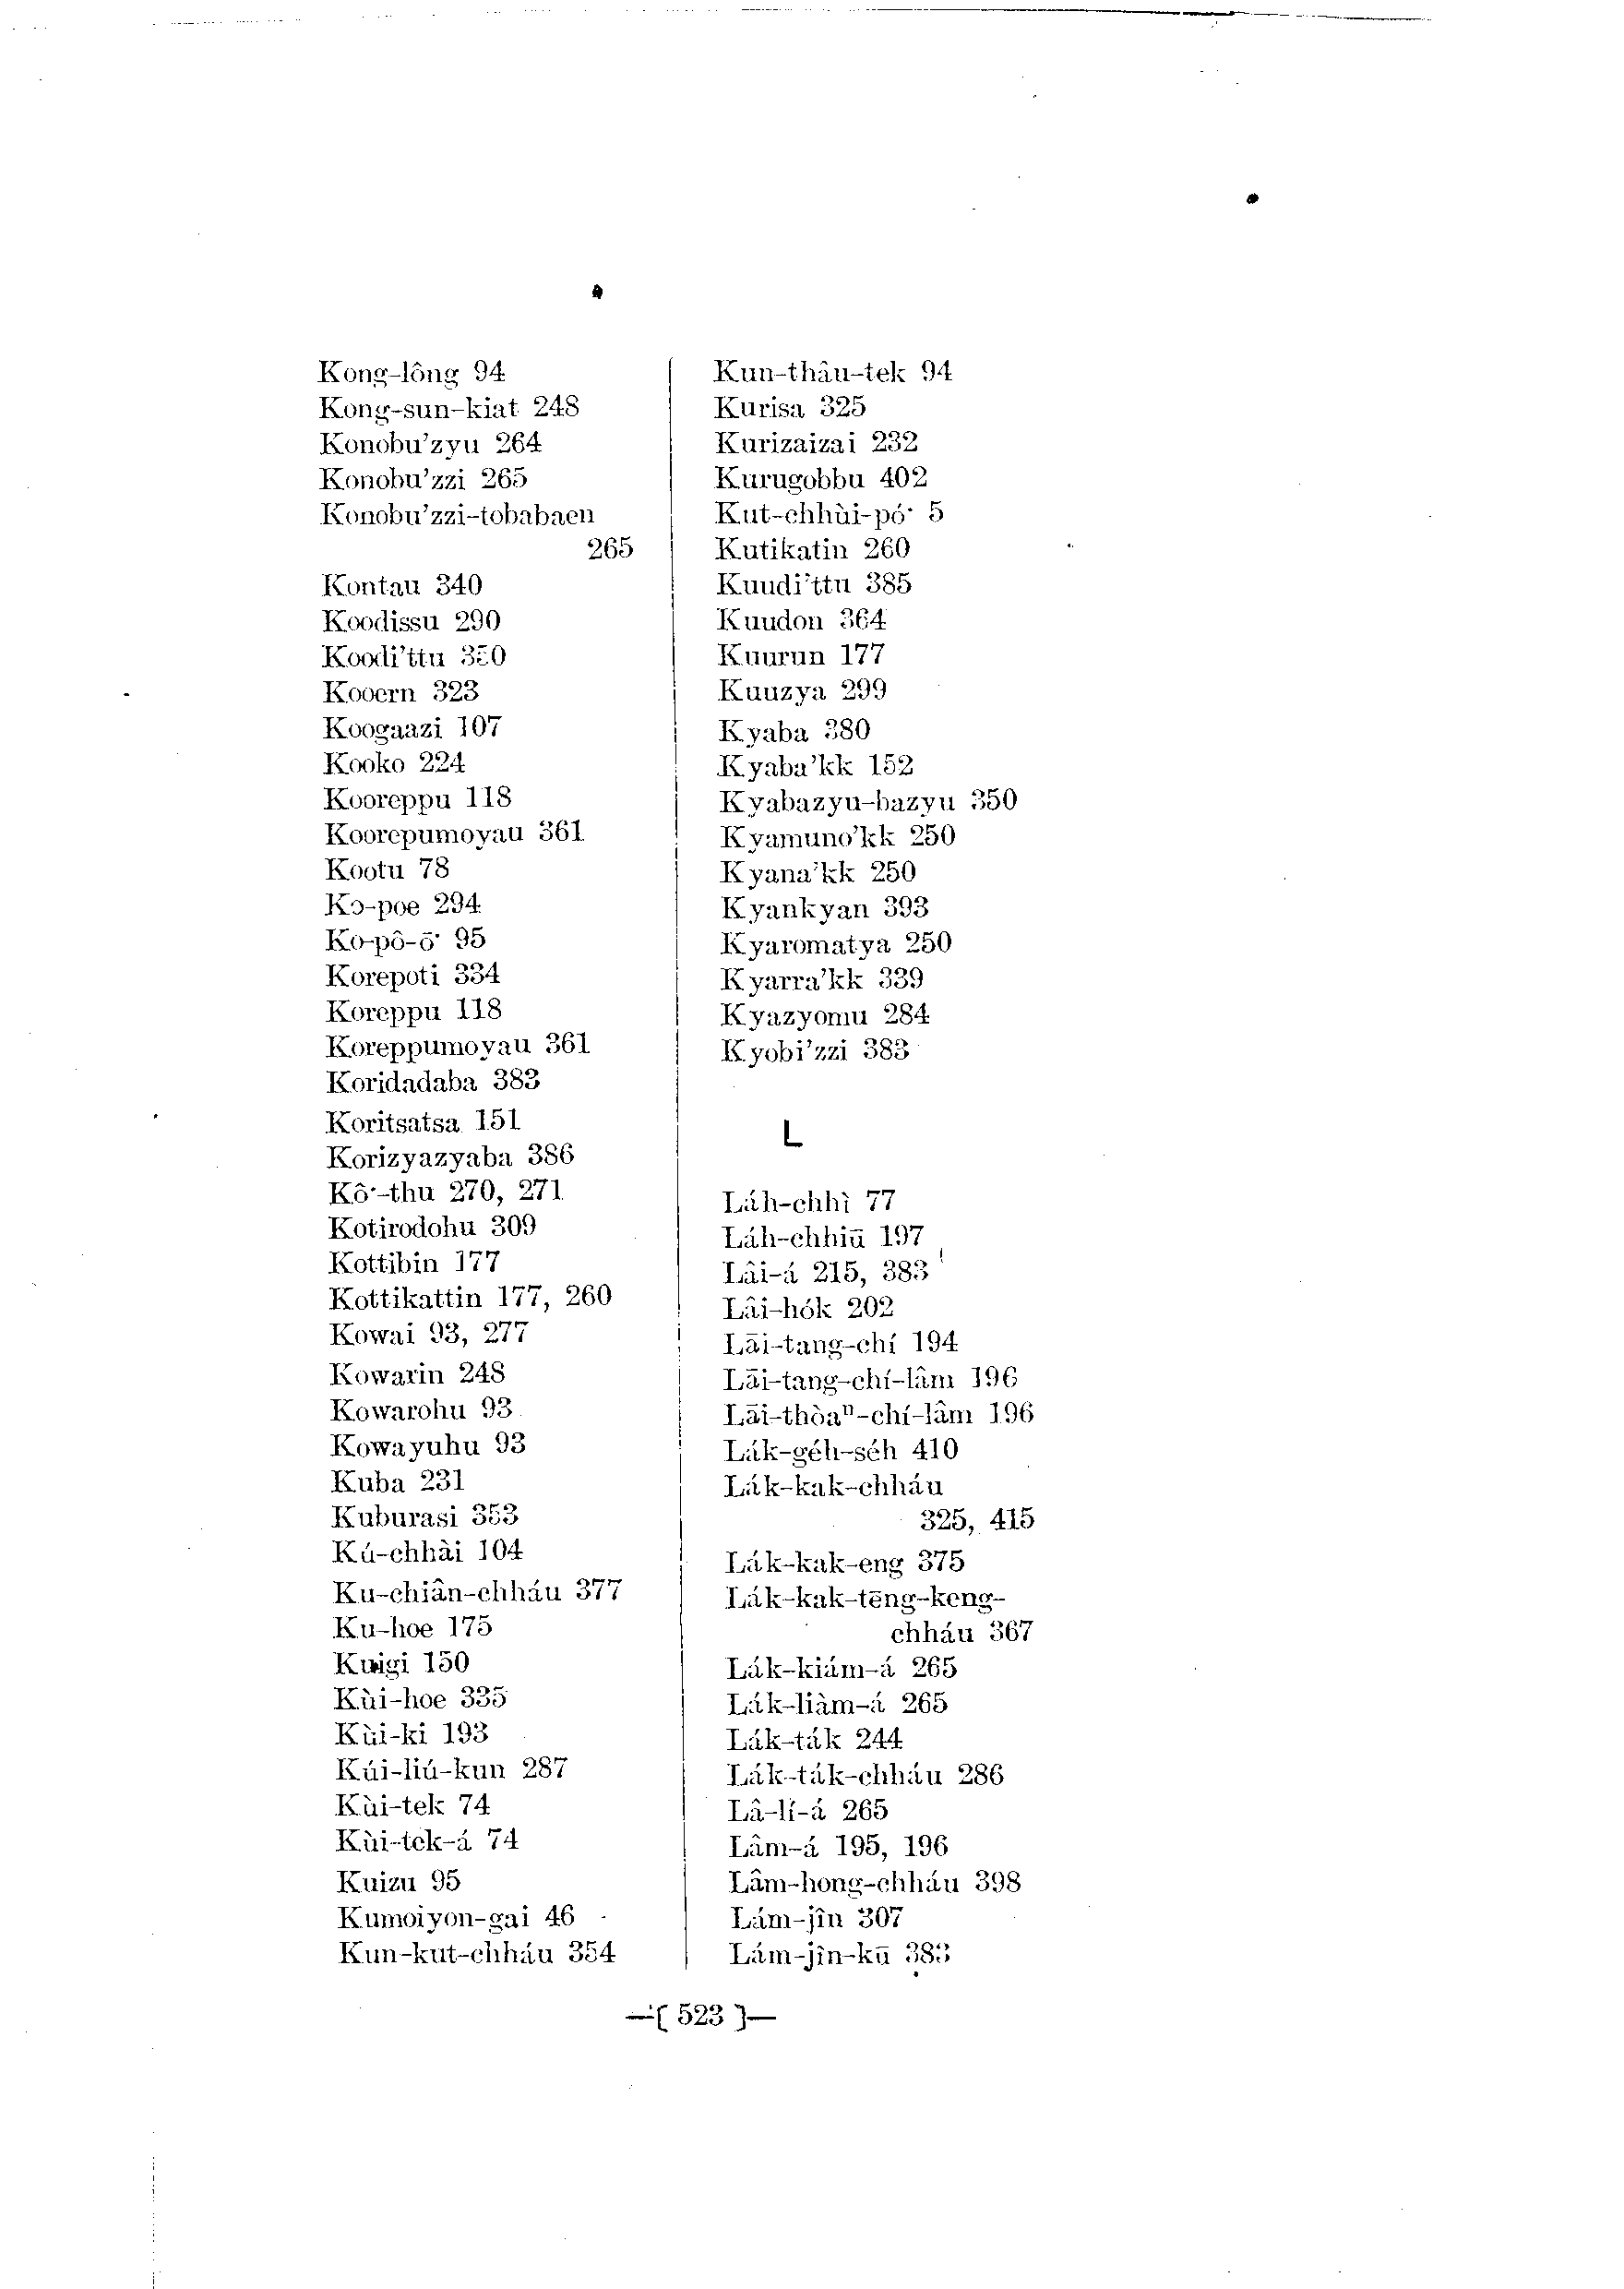 Kong-lông 94
Kong-sun-kiat 248
Konobu'zyu 264
Konobu'zzi 265
Konobu'zzi-tobabaen
265
Kontau 340
Koodissu 290
Koodi'ttu 350
Kooern 323
Koogaazi 107
Kooko 224
Kooreppu 118
Koorepumoyau 361
Kootu 78
Ko-poe 294
Ko-pô-ô͘ 95
Korepoti 334
Koreppu 118
Koreppumoyau 361
Koridadaba 383
Koritsatsa 151
Korizyazyaba 386
Kô͘-thu 270, 271
Kotirodohu 309
Kottibin 177
Kottikattin 177, 260
Kowai 93, 277
Kowarin 248
Kowarohu 93
Kowayuhu 93
Kuba 231
Kuburasi 353
Kú-chhài 104
Ku-chiân-chháu 377
Ku-hoe 175
Kuigi 150
Kùi-hoe 335
Kùi-ki 193
Kúi-liú-kun 287
Kùi-tek 74
Kùi-tek-á 74
Kuizu 95
Kumoiyon-gai 46
Kun-kut-chháu 354
Kun-thâu-tek 94
Kurisa 325
Kurizaizai 232
Kurugobbu 402
Kut-chhùi-pó͘ 5
Kutikatin 260
Kuudi'ttu 385
Kuudon 364
Kuurun 177
Kuuzya 299
Kyaba 380
Kyaba'kk 152
Kyabazyu-bazyu 350
Kyamuno'kk 250
Kyana'kk 250
Kyankyan 393
Kyaromatya 250
Kyarra'kk 339
Kyazyomu 284
Kyobi'zzi 383
L
Láh-chhì 77
Láh-chhiū 197
Lâi-á 215, 383
Lâi-hók 202
Lāi-tang-chí 194
Lāi-tang-chí-lâm 196
Lāi-thòaⁿ-chí-lâm 196
Lák-géh-séh 410
Lák-kak-chháu
325, 415
Lák-kak-eng 375
Lák-kak-tēng-keng-
chháu 367
Lák-kiám-á 265
Lák-liàm-á 265
Lák-ták 244
Lák-ták-chháu 286
Lâ-lí-á 265
Lâm-á 195, 196
Lâm-hong-chháu 398
Lám-jîn 307
Lám-jîn-kū 383
—[ 523 ]—